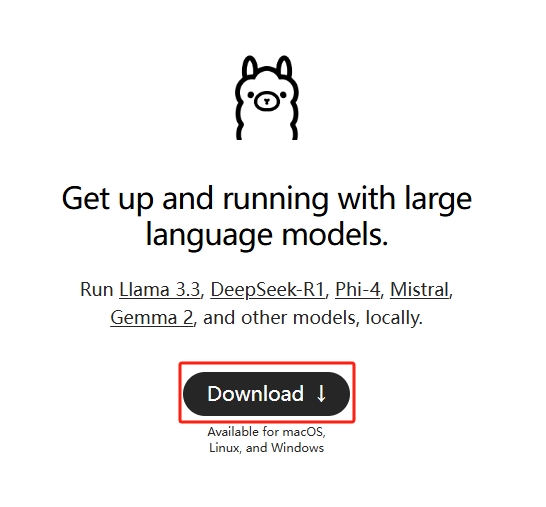 Get up and running with large
language models.
Run Llama 3.3, DeepSeek-R1, Phi-4, Mistral,
Gemma 2, and other models, locally.
Download ↓
Available for macOS,
Linux, and Windows